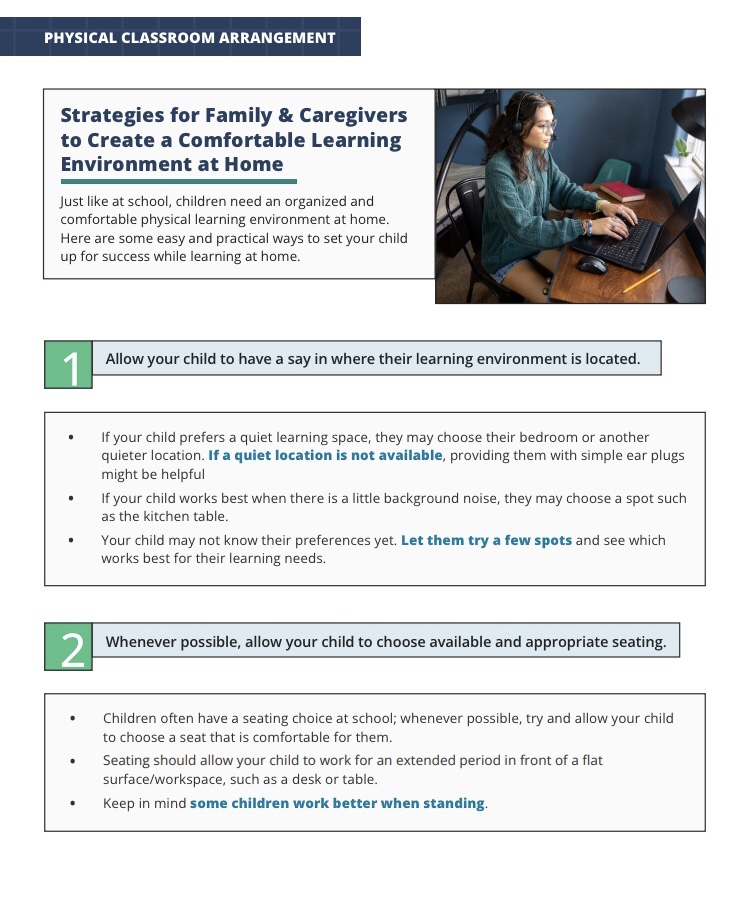 PHYSICAL CLASSROOM ARRANGEMENT
Strategies for Family & Caregivers
to Create a Comfortable Learning
Environment at Home
Just like at school, children need an organized and
comfortable physical learning environment at home.
Here are some easy and practical ways to set your child
up for success while learning at home.
1
Allow your child to have a say in where their learning environment is located.
• If your child prefers a quiet learning space, they may choose their bedroom or another
quieter location. If a quiet location is not available, providing them with simple ear plugs
might be helpful
• If your child works best when there is a little background noise, they may choose a spot such
as the kitchen table.
• Your child may not know their preferences yet. Let them try a few spots and see which
works best for their learning needs.
2
Whenever possible, allow your child to choose available and appropriate seating.
• Children often have a seating choice at school; whenever possible, try and allow your child
to choose a seat that is comfortable for them.
• Seating should allow your child to work for an extended period in front of a flat
surface/workspace, such as a desk or table.
• Keep in mind some children work better when standing.